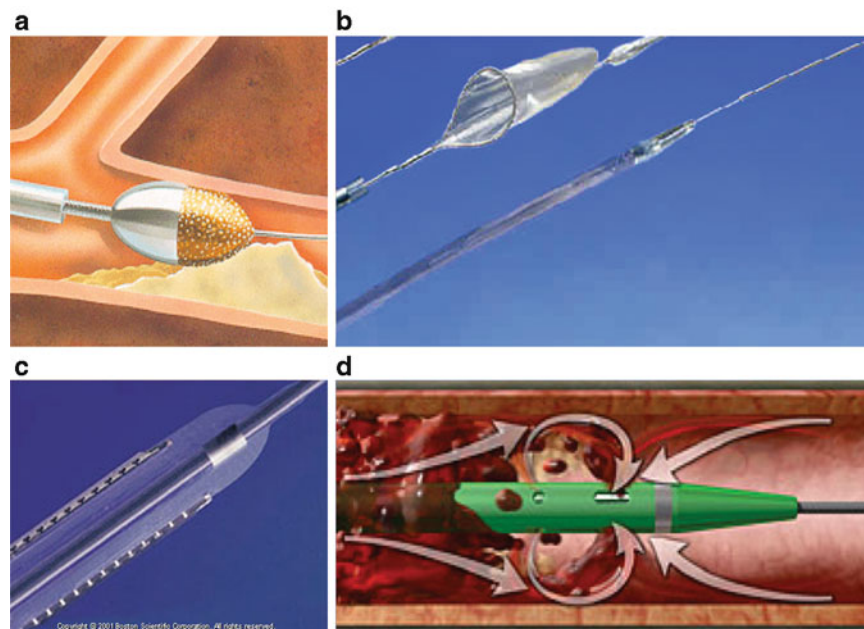 a
b
c
d
Copyright © 2001 Boston Scientific Corporation. All rights reserved.